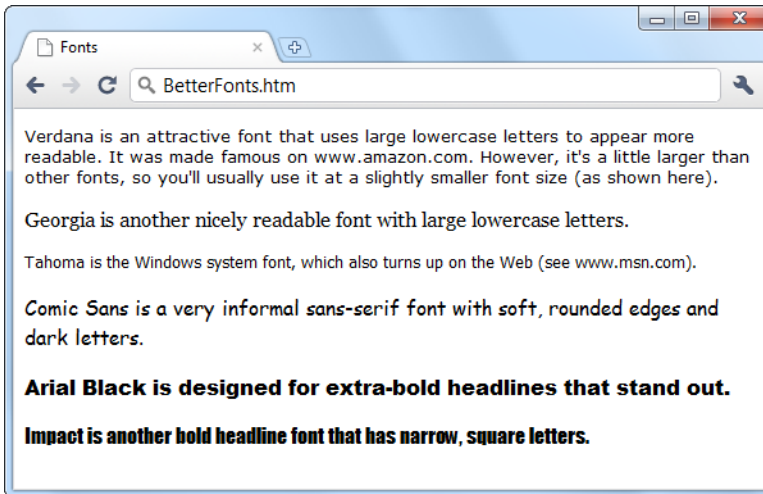 Fonts
BetterFonts.htm
Verdana is an attractive font that uses large lowercase letters to appear more
readable. It was made famous on www.amazon.com. However, it's a little larger than
other fonts, so you'll usually use it at a slightly smaller font size (as shown here).
Georgia is another nicely readable font with large lowercase letters.
Tahoma is the Windows system font, which also turns up on the Web (see www.msn.com).
Comic Sans is a very informal sans-serif font with soft, rounded edges and
dark letters.
Arial Black is designed for extra-bold headlines that stand out.
Impact is another bold headline font that has narrow, square letters.